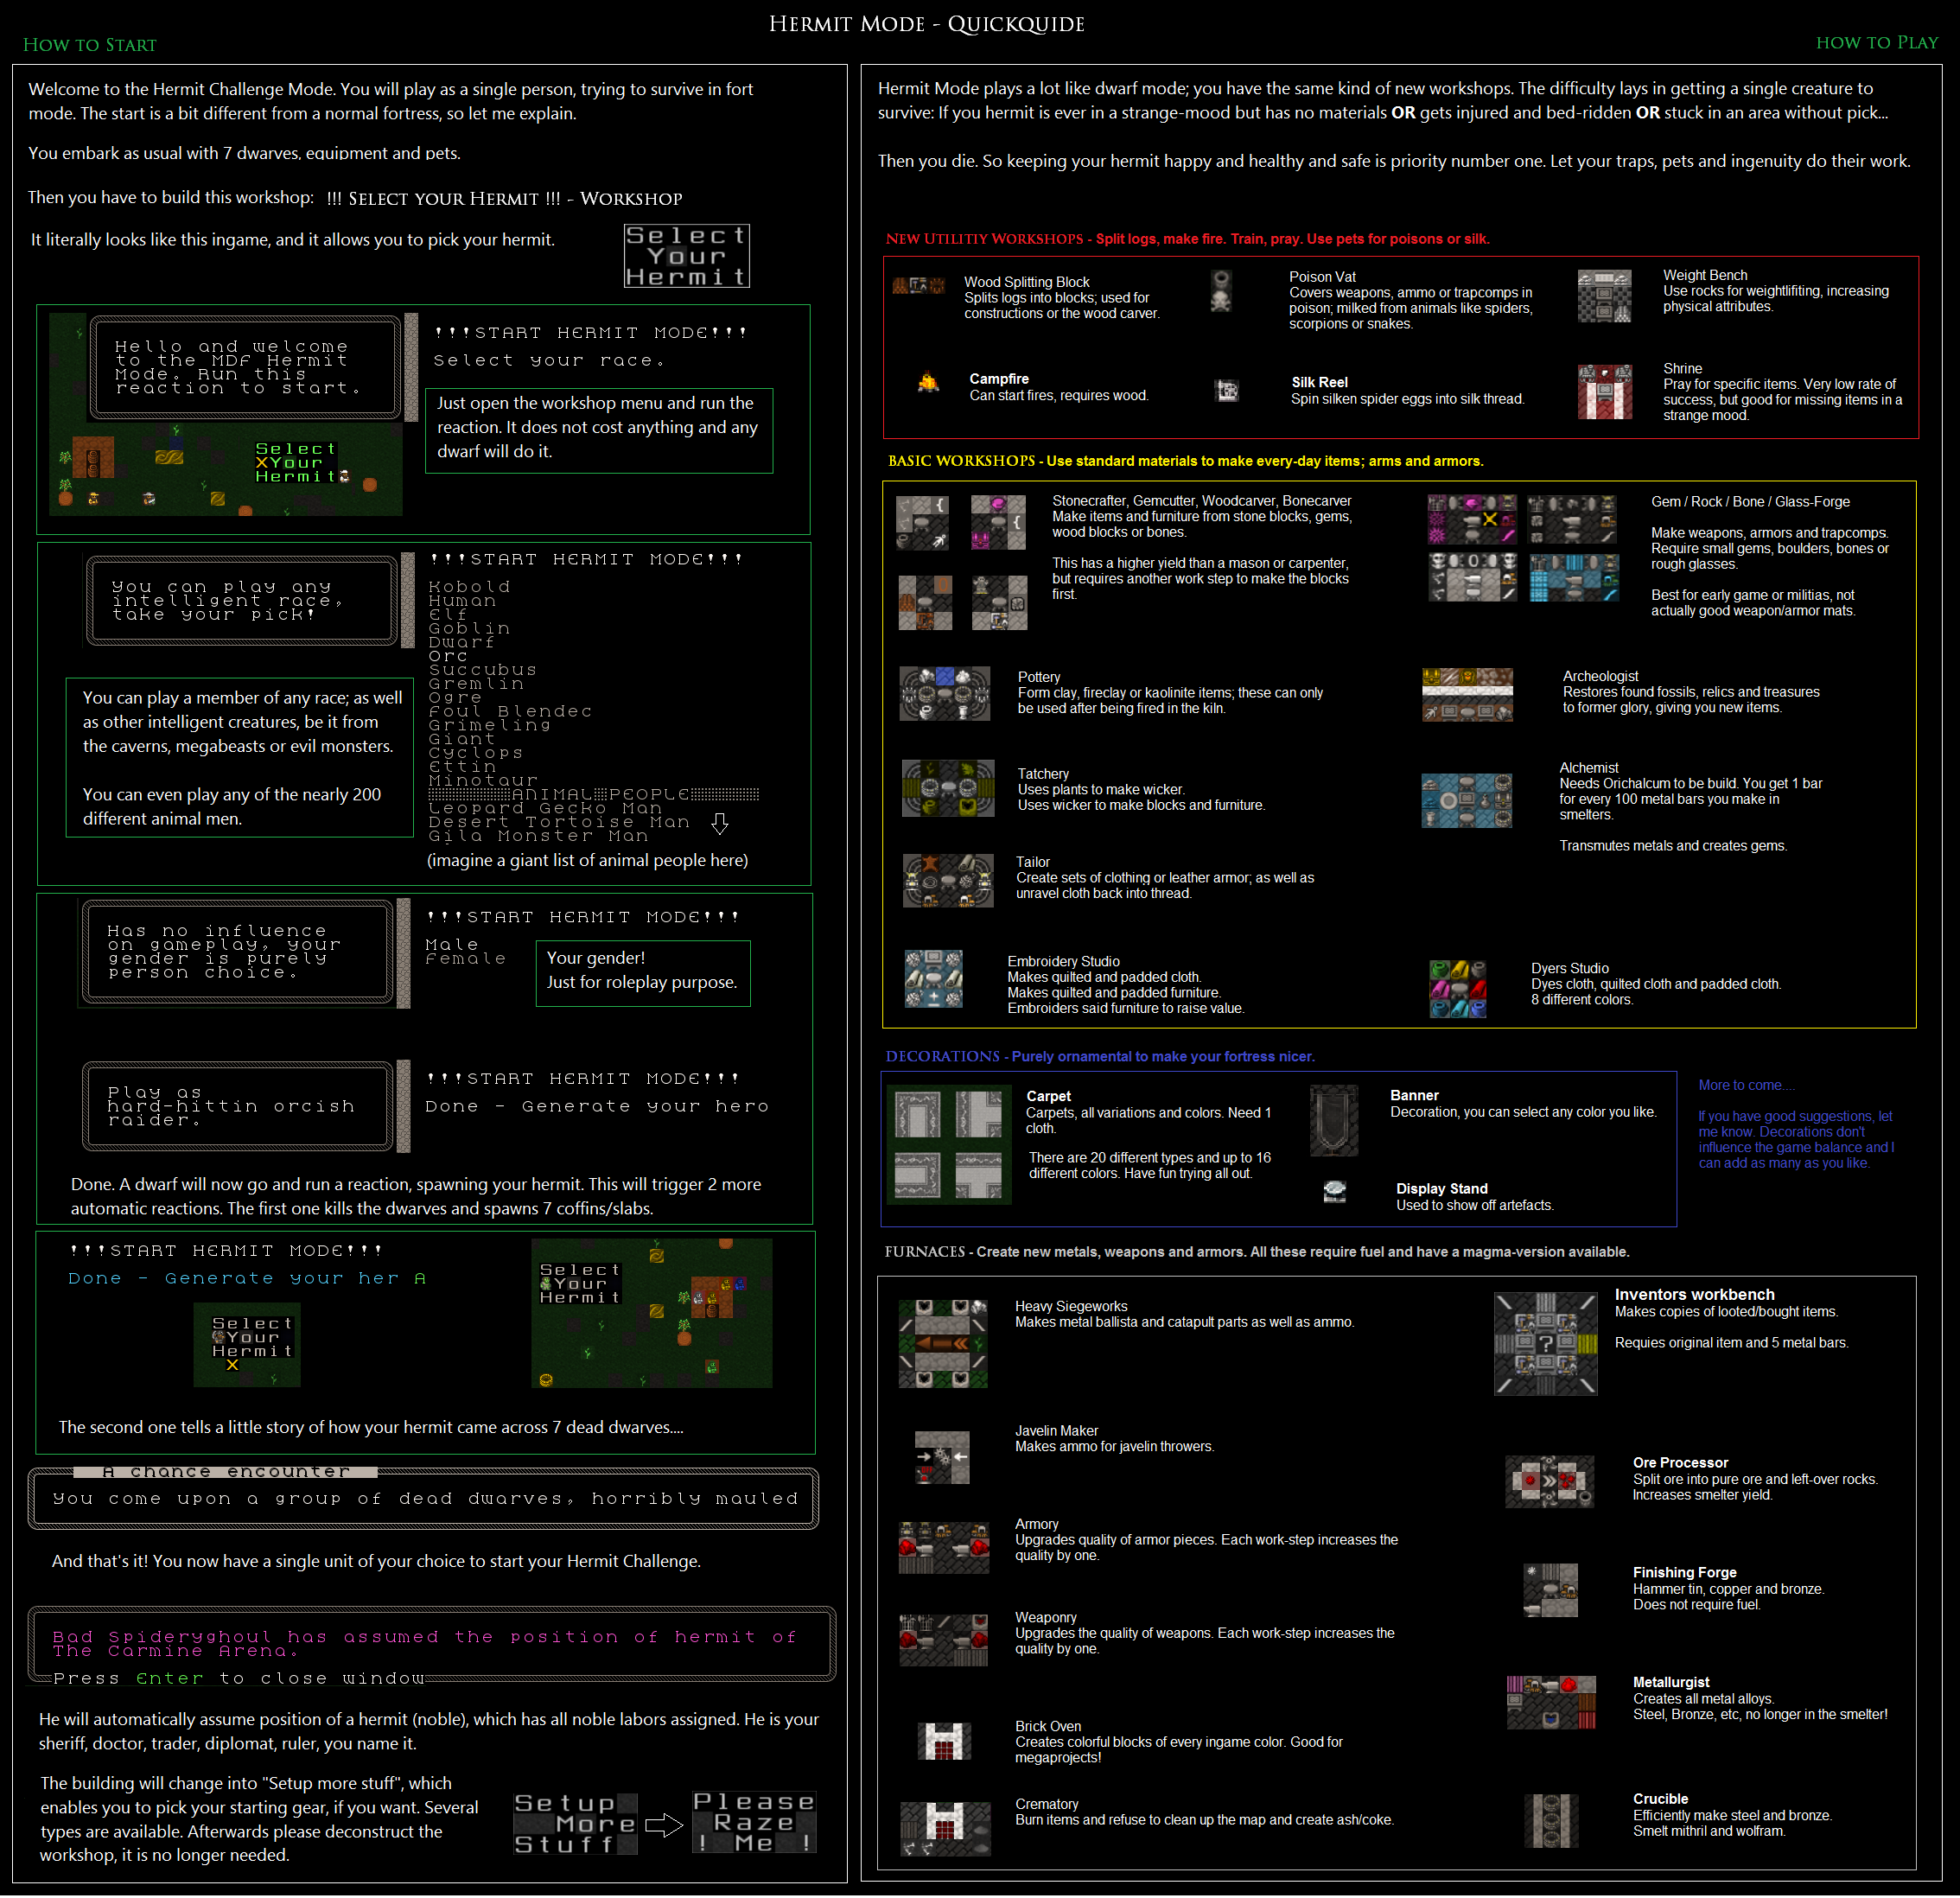 Hermit Mode - Quickquide
How to Start
Welcome to the Hermit Challenge Mode. You will play as a single person, trying to survive in fort
mode. The start is a bit different from a normal fortress, so let me explain.
You embark as usual with 7 dwarves, equipment and pets.
Then you have to build this workshop: !!! Select your Hermit !!! - Workshop
It literally looks like this ingame, and it allows you to pick your hermit.
Select
Your
Hermit
Hello and welcome
to the MDF Hermit
Mode. Run this
reaction to start.
!!!START HERMIT MODE!!!
Select your race.
Just open the workshop menu and run the
reaction. It does not cost anything and any
dwarf will do it.
Select
XYour
Hermit
You can play any
intelligent race,
take your pick!
!!!START HERMIT MODE!!!
Kobold
Human
Elf
Goblin
Dwarf
Orc
Succubus
Gremlin
Ogre
Foul Blendec
Grimeling
Giant
Cyclops
Ettin
Minotaur
ANIMAL PEOPLE
Leopard Gecko Man
Desert Tortoise Man
Gila Monster Man
(imagine a giant list of animal people here)
You can play a member of any race; as well
as other intelligent creatures, be it from
the caverns, megabeasts or evil monsters.
You can even play any of the nearly 200
different animal men.
Has no influence
on gameplay, your
gender is purely
person choice.
!!!START HERMIT MODE!!!
Male
Female
Your gender!
Just for roleplay purpose.
Play as
hard-hittin orcish
raider.
!!!START HERMIT MODE!!!
Done - Generate your hero
Done. A dwarf will now go and run a reaction, spawning your hermit. This will trigger 2 more
automatic reactions. The first one kills the dwarves and spawns 7 coffins/slabs.
!!!START HERMIT MODE!!!
Done - Generate your her A
Select
Your
Hermit
X
Select
Your
Hermit
The second one tells a little story of how your hermit came across 7 dead dwarves....
A chance encounter
You come upon a group of dead dwarves, horribly mauled
And that's it! You now have a single unit of your choice to start your Hermit Challenge.
Bad Spideryghoul has assumed the position of hermit of
The Carmine Arena.
Press Enter to close window
He will automatically assume position of a hermit (noble), which has all noble labors assigned. He is your
sheriff, doctor, trader, diplomat, ruler, you name it.
The building will change into "Setup more stuff", which
enables you to pick your starting gear, if you want. Several
types are available. Afterwards please deconstruct the
workshop, it is no longer needed.
Setup
More
Stuff
Please
Raze
! Me !
how to Play
Hermit Mode plays a lot like dwarf mode; you have the same kind of new workshops. The difficulty lays in getting a single creature to
survive: If you hermit is ever in a strange-mood but has no materials OR gets injured and bed-ridden OR stuck in an area without pick...
Then you die. So keeping your hermit happy and healthy and safe is priority number one. Let your traps, pets and ingenuity do their work.
New Utilitiy Workshops - Split logs, make fire. Train, pray. Use pets for poisons or silk.
Wood Splitting Block
Splits logs into blocks; used for
constructions or the wood carver.
Poison Vat
Covers weapons, ammo or trapcomps in
poison; milked from animals like spiders,
scorpions or snakes.
Weight Bench
Use rocks for weightlifiting, increasing
physical attributes.
Campfire
Can start fires, requires wood.
Silk Reel
Spin silken spider eggs into silk thread.
Shrine
Pray for specific items. Very low rate of
success, but good for missing items in a
strange mood.
BASIC WORKSHOPS - Use standard materials to make every-day items; arms and armors.
Stonecrafter, Gemcutter, Woodcarver, Bonecarver
Make items and furniture from stone blocks, gems,
wood blocks or bones.
This has a higher yield than a mason or carpenter,
but requires another work step to make the blocks
first.
Gem / Rock / Bone / Glass-Forge
Make weapons, armors and trapcomps.
Require small gems, boulders, bones or
rough glasses.
Best for early game or militias, not
actually good weapon/armor mats.
Pottery
Form clay, fireclay or kaolinite items; these can only
be used after being fired in the kiln.
Archeologist
Restores found fossils, relics and treasures
to former glory, giving you new items.
Tatchery
Uses plants to make wicker.
Uses wicker to make blocks and furniture.
Alchemist
Needs Orichalcum to be build. You get 1 bar
for every 100 metal bars you make in
smelters.
Transmutes metals and creates gems.
Tailor
Create sets of clothing or leather armor; as well as
unravel cloth back into thread.
Embroidery Studio
Makes quilted and padded cloth.
Makes quilted and padded furniture.
Embroiders said furniture to raise value.
Dyers Studio
Dyes cloth, quilted cloth and padded cloth.
8 different colors.
DECORATIONS - Purely ornamental to make your fortress nicer.
Carpet
Carpets, all variations and colors. Need 1
cloth.
There are 20 different types and up to 16
different colors. Have fun trying all out.
Banner
Decoration, you can select any color you like.
Display Stand
Used to show off artefacts.
More to come....
If you have good suggestions, let
me know. Decorations don't
influence the game balance and I
can add as many as you like.
FURNACES - Create new metals, weapons and armors. All these require fuel and have a magma-version available.
Heavy Siegeworks
Makes metal ballista and catapult parts as well as ammo.
Inventors workbench
Makes copies of looted/bought items.
Requies original item and 5 metal bars.
Javelin Maker
Makes ammo for javelin throwers.
Ore Processor
Split ore into pure ore and left-over rocks.
Increases smelter yield.
Armory
Upgrades quality of armor pieces. Each work-step increases the
quality by one.
Finishing Forge
Hammer tin, copper and bronze.
Does not require fuel.
Weaponry
Upgrades the quality of weapons. Each work-step increases the
quality by one.
Metallurgist
Creates all metal alloys.
Steel, Bronze, etc, no longer in the smelter!
Brick Oven
Creates colorful blocks of every ingame color. Good for
megaprojects!
Crematory
Burn items and refuse to clean up the map and create ash/coke.
Crucible
Efficiently make steel and bronze.
Smelt mithril and wolfram.